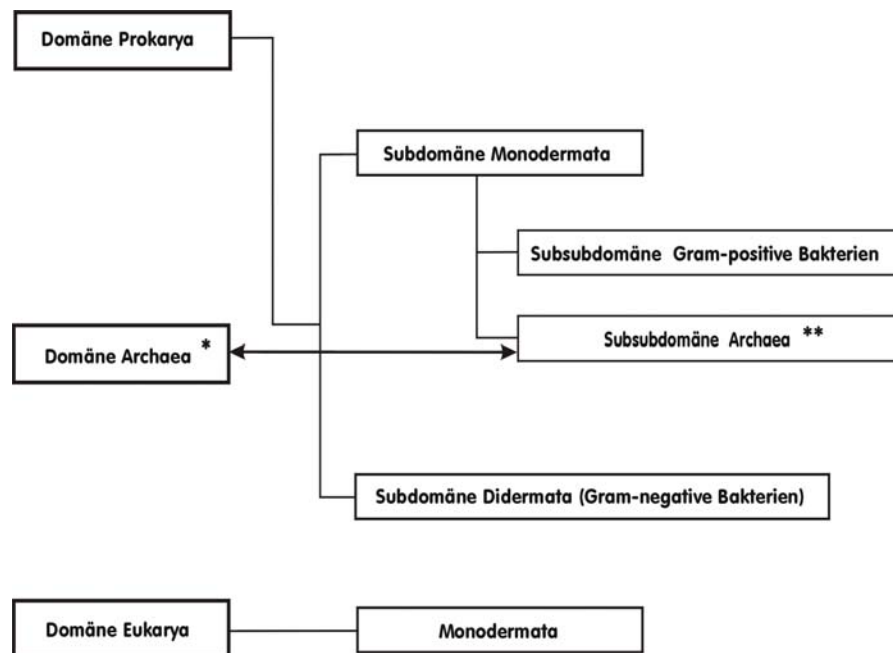 Domäne Prokarya
Subdomäne Monodermata
Subsubdomäne Gram-positive Bakterien
Subsubdomäne Archaea **
Domäne Archaea *
Subdomäne Didermata (Gram-negative Bakterien)
Domäne Eukarya
Monodermata